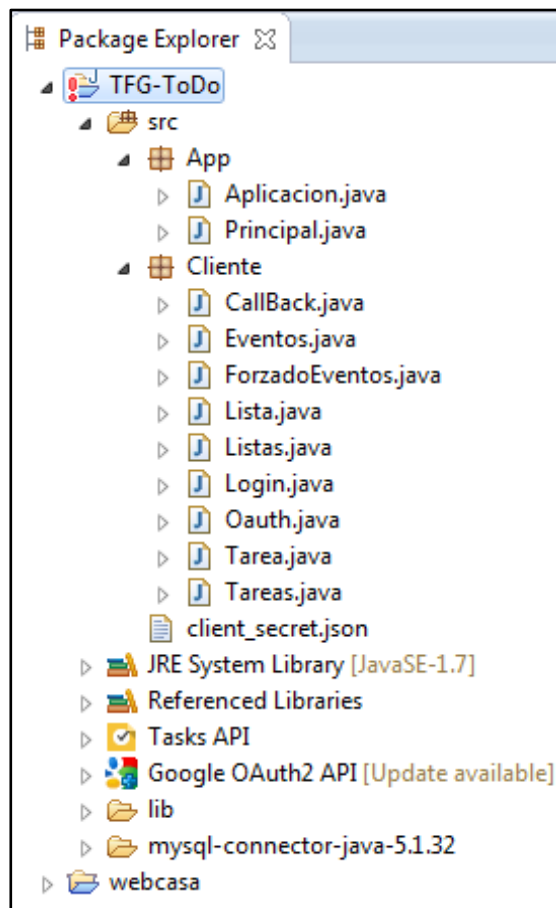 Package Explorer
TFG-ToDo
src
App
Aplicacion.java
Principal.java
Cliente
CallBack.java
Eventos.java
ForzadoEventos.java
Lista.java
Listas.java
Login.java
Oauth.java
Tarea.java
Tareas.java
client_secret.json
JRE System Library [JavaSE-1.7]
Referenced Libraries
Tasks API
Google OAuth2 API [Update available]
lib
mysql-connector-java-5.1.32
webcasa